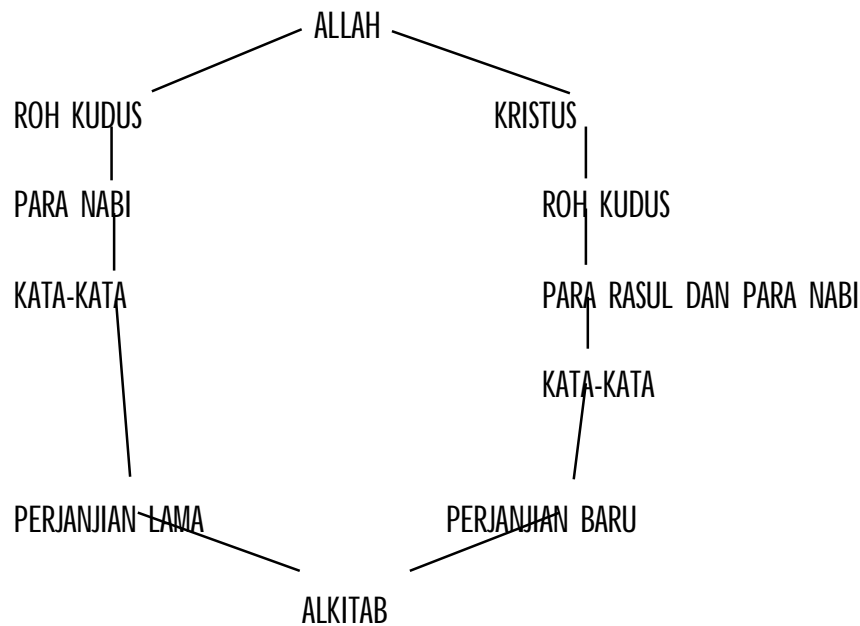 ALLAH
ROH KUDUS
KRISTUS
PARA NABI
ROH KUDUS
KATA-KATA
PARA RASUL DAN PARA NABI
KATA-KATA
PERJANJIAN LAMA
PERJANJIAN BARU
ALKITAB